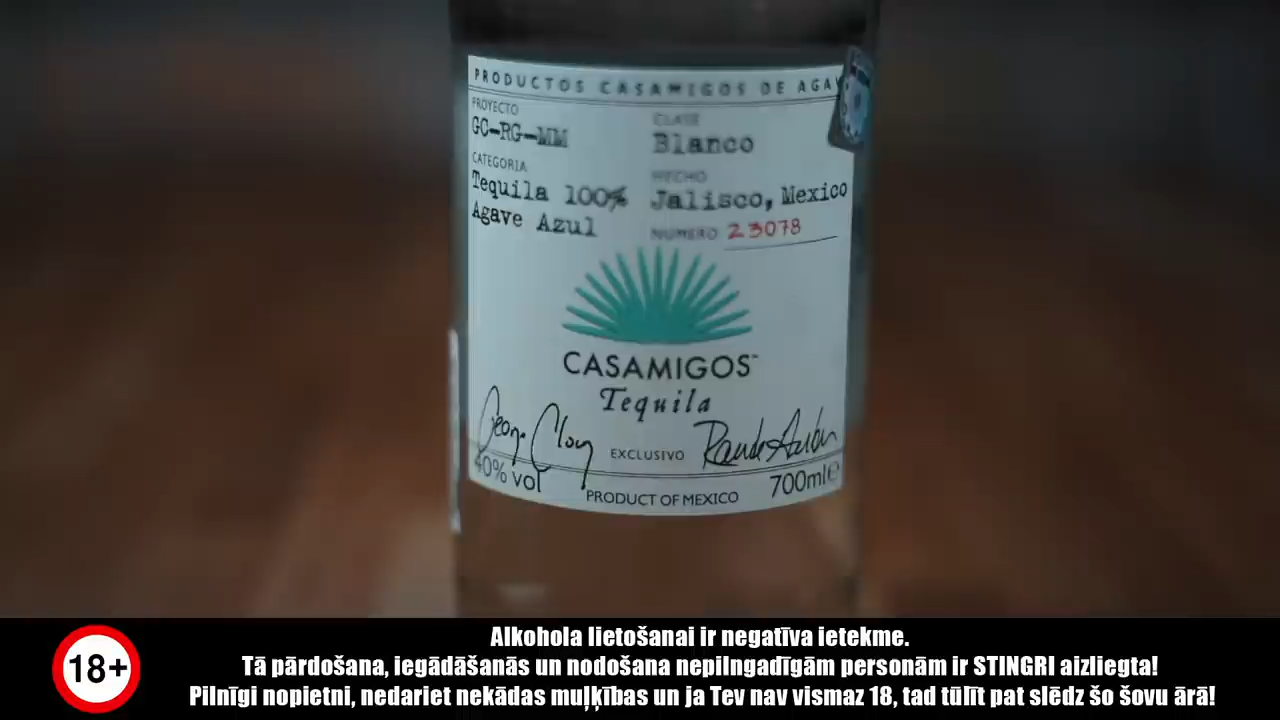 PRODUCTOS CASAMIGOS DE AGAV
PROYECTO
GC-RG-MM
CLASE
Blanco
CATEGORIA
Tequila 100%
Agave Azul
HECHO
Jalisco, Mexico
NUMERO 23078
CASAMIGOS™
Tequila
EXCLUSIVO
40% vol
PRODUCT OF MEXICO
700ml℮
18+
Alkohola lietošanai ir negatīva ietekme.
Tā pārdošana, iegādāšanās un nodošana nepilngadīgām personām ir STINGRI aizliegta!
Pilnīgi nopietni, nedariet nekādas muļķības un ja Tev nav vismaz 18, tad tūlīt pat slēdz šo šovu ārā!